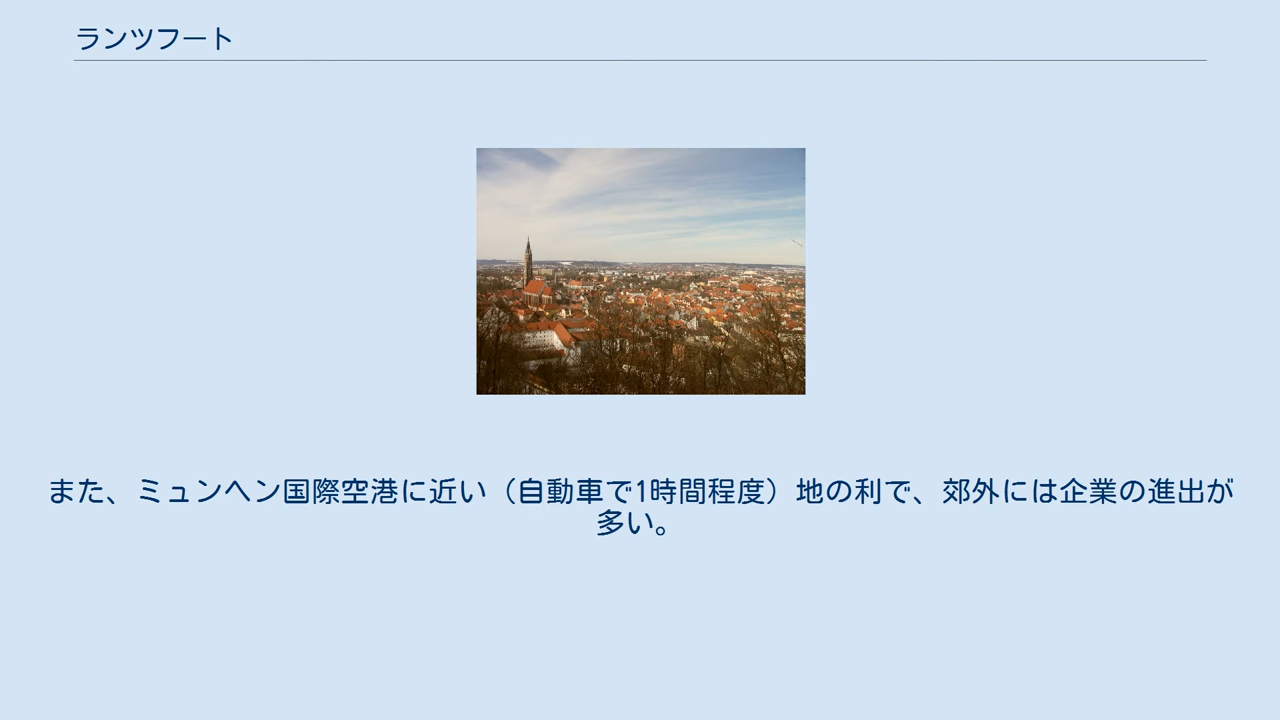 ランツフート
また、ミュンヘン国際空港に近い（自動車で1時間程度）地の利で、郊外には企業の進出が
多い。